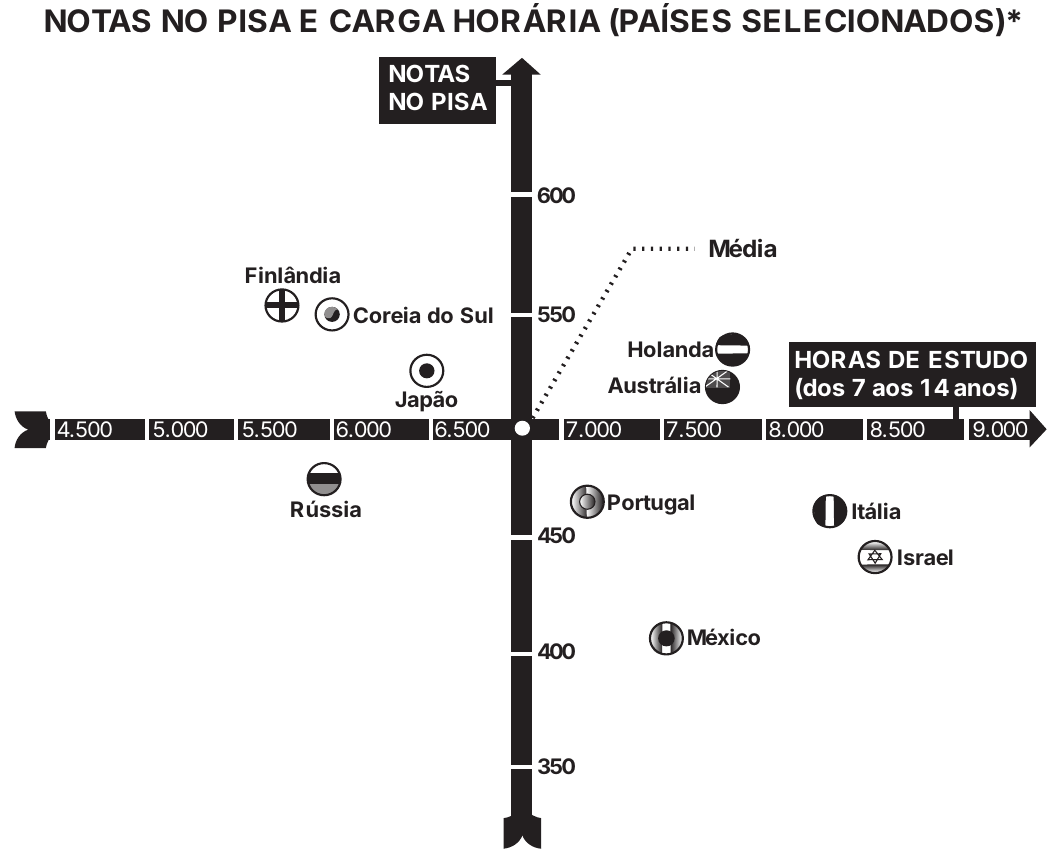 NOTAS NO PISA E CARGA HORÁRIA (PAÍSES SELECIONADOS)*
NOTAS
NO PISA
600
Média
Finlândia
Coreia do Sul
550
Holanda
HORAS DE ESTUDO
(dos 7 aos 14 anos)
Austrália
Japão
4.500 5.000 5.500 6.000 6.500 7.000 7.500 8.000 8.500 9.000
Rússia
Portugal
Itália
450
Israel
México
400
350